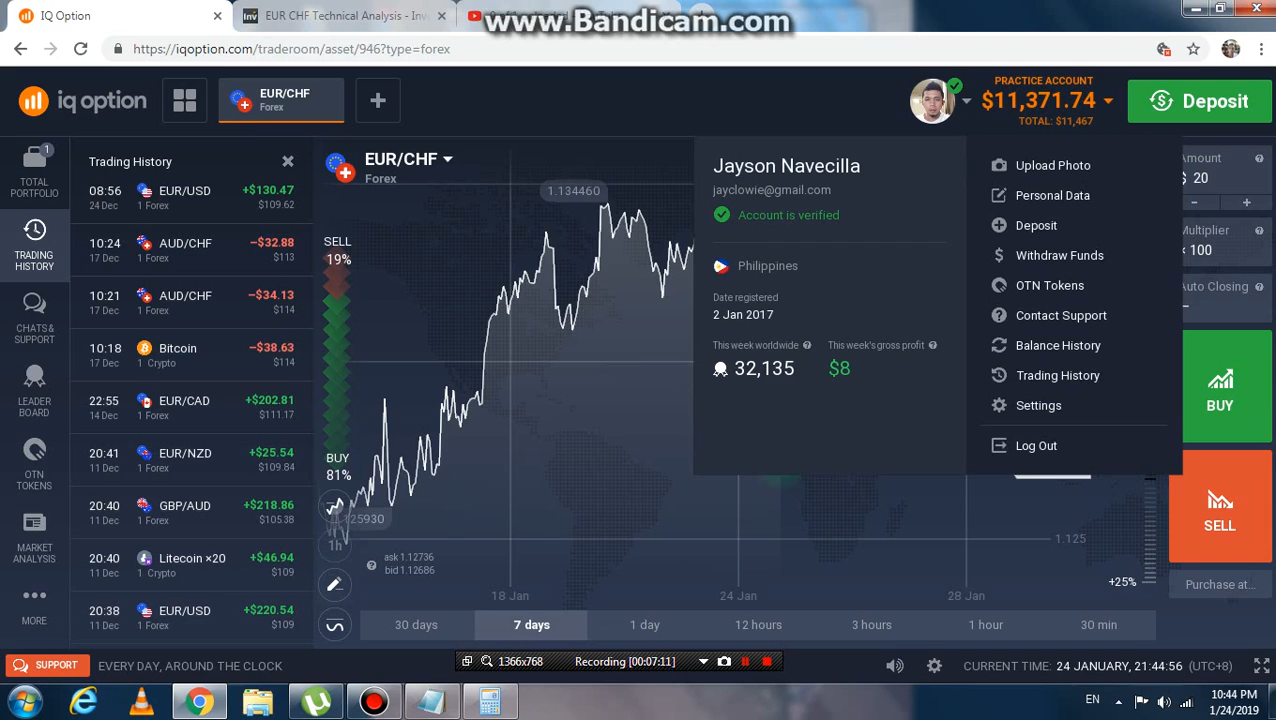 IQ Option
EUR CHF Technical Analysis - Inv
www.Bandicam.com
https://iqoption.com/traderoom/asset/946?type=forex
iq option
EUR/CHF
Forex
PRACTICE ACCOUNT
$11,371.74
TOTAL: $11,467
Deposit
1
TOTAL PORTFOLIO
TRADING HISTORY
CHATS & SUPPORT
LEADER BOARD
OTN TOKENS
MARKET ANALYSIS
MORE
Trading History
08:56 EUR/USD +$130.47
24 Dec 1 Forex $109.62
10:24 AUD/CHF −$32.88
17 Dec 1 Forex $113
10:21 AUD/CHF −$34.13
17 Dec 1 Forex $114
10:18 Bitcoin −$38.63
17 Dec 1 Crypto $114
22:55 EUR/CAD +$202.81
14 Dec 1 Forex $111.17
20:41 EUR/NZD +$25.54
11 Dec 1 Forex $109.84
20:40 GBP/AUD +$218.86
11 Dec 1 Forex $105.38
20:40 Litecoin ×20 +$46.94
11 Dec 1 Crypto $109
20:38 EUR/USD +$220.54
11 Dec 1 Forex $109
EUR/CHF
Forex
1.134460
SELL
19%
BUY
81%
1h
ask 1.12736
bid 1.12686
1.125
+25%
18 Jan 24 Jan 28 Jan
30 days 7 days 1 day 12 hours 3 hours 1 hour 30 min
Jayson Navecilla
jayclowie@gmail.com
Account is verified
Philippines
Date registered
2 Jan 2017
This week worldwide
32,135
This week's gross profit
$8
Upload Photo
Personal Data
Deposit
Withdraw Funds
OTN Tokens
Contact Support
Balance History
Trading History
Settings
Log Out
Amount
$ 20
Multiplier
× 100
Auto Closing
BUY
SELL
Purchase at...
SUPPORT
EVERY DAY, AROUND THE CLOCK
1366x768
Recording [00:07:11]
CURRENT TIME: 24 JANUARY, 21:44:56 (UTC+8)
EN
10:44 PM
1/24/2019